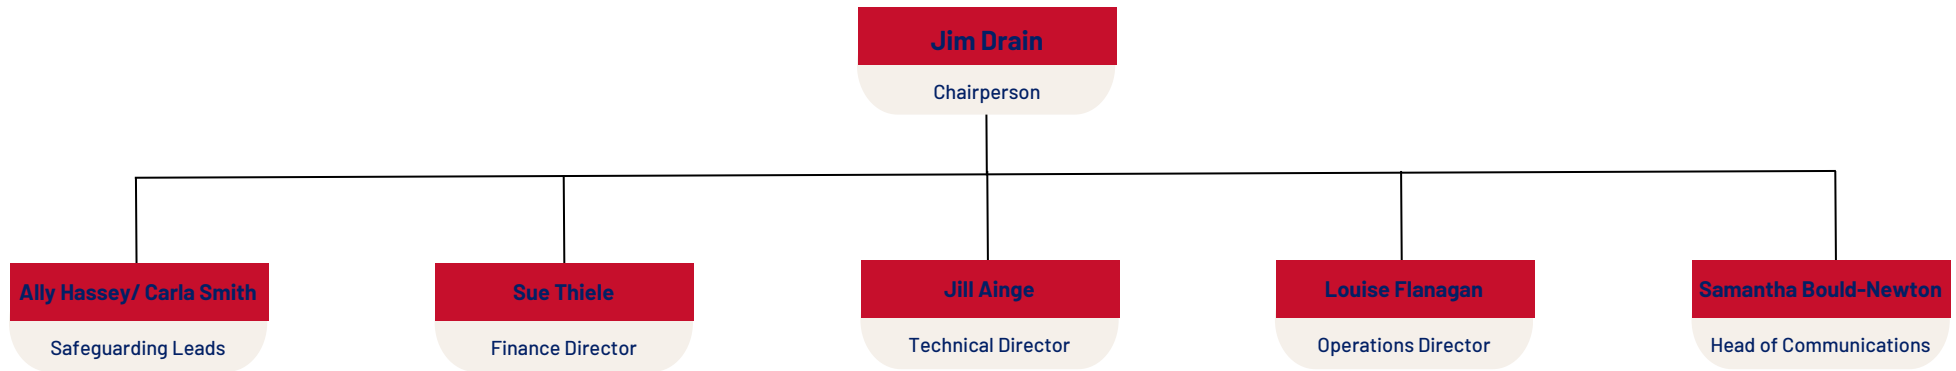 Jim Drain
Chairperson
Ally Hassey/ Carla Smith
Safeguarding Leads
Sue Thiele
Finance Director
Jill Ainge
Technical Director
Louise Flanagan
Operations Director
Samantha Bould-Newton
Head of Communications